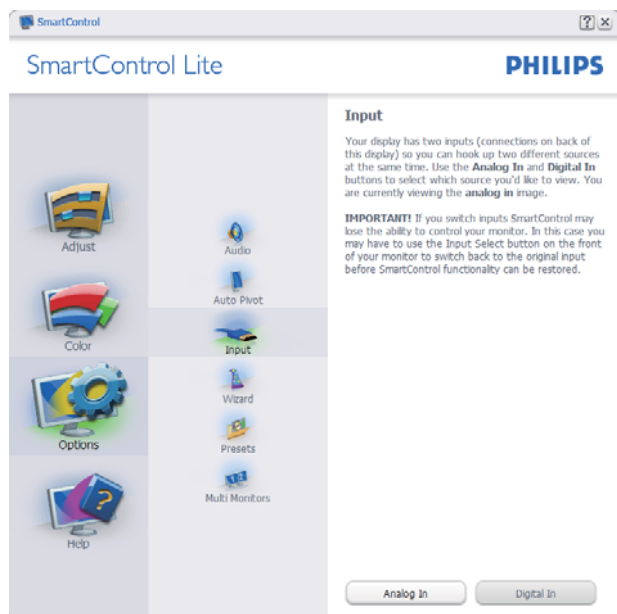 SmartControl
?
SmartControl Lite
PHILIPS
Adjust
Color
Options
?
Help
Audio
Auto Pivot
Input
Wizard
Presets
1 2
Multi Monitors
Input
Your display has two inputs (connections on back of
this display) so you can hook up two different sources
at the same time. Use the Analog In and Digital In
buttons to select which source you'd like to view. You
are currently viewing the analog in image.
IMPORTANT! If you switch inputs SmartControl may
lose the ability to control your monitor. In this case you
may have to use the Input Select button on the front
of your monitor to switch back to the original input
before SmartControl functionality can be restored.
Analog In
Digital In